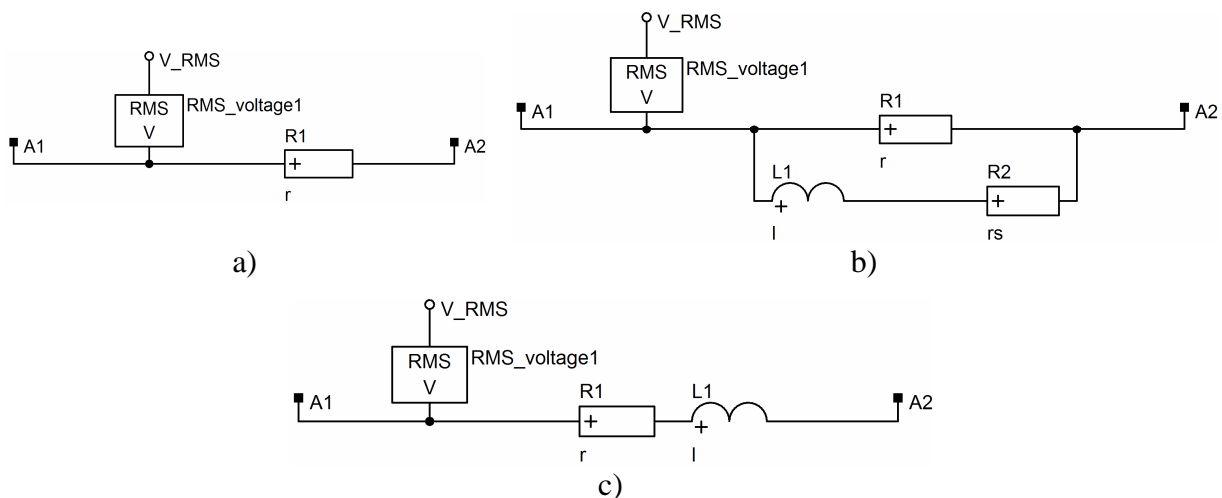 V_RMS
RMS
V
RMS_voltage1
A1
R1
r
A2
a)
V_RMS
RMS
V
RMS_voltage1
A1
R1
+
r
A2
L1
+
l
R2
+
rs
b)
V_RMS
RMS
V
RMS_voltage1
A1
R1
+
r
L1
+
l
A2
c)